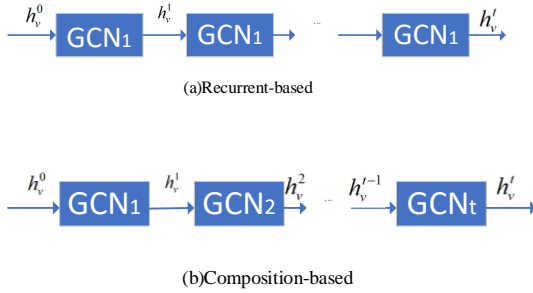 h_v^0 GCN1 h_v^1 GCN1 ... GCN1 h_v^t
(a)Recurrent-based
h_v^0 GCN1 h_v^1 GCN2 h_v^2 ... h_v^{t-1} GCNt h_v^t
(b)Composition-based